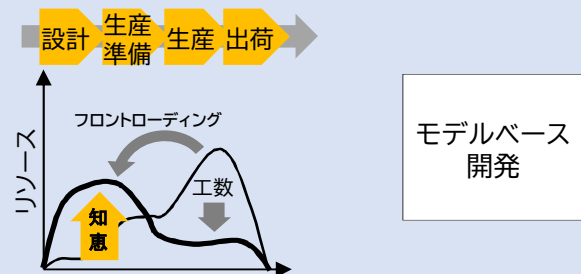 設計
生産
準備
生産
出荷
フロントローディング
リソース
工数
知
恵
モデルベース
開発